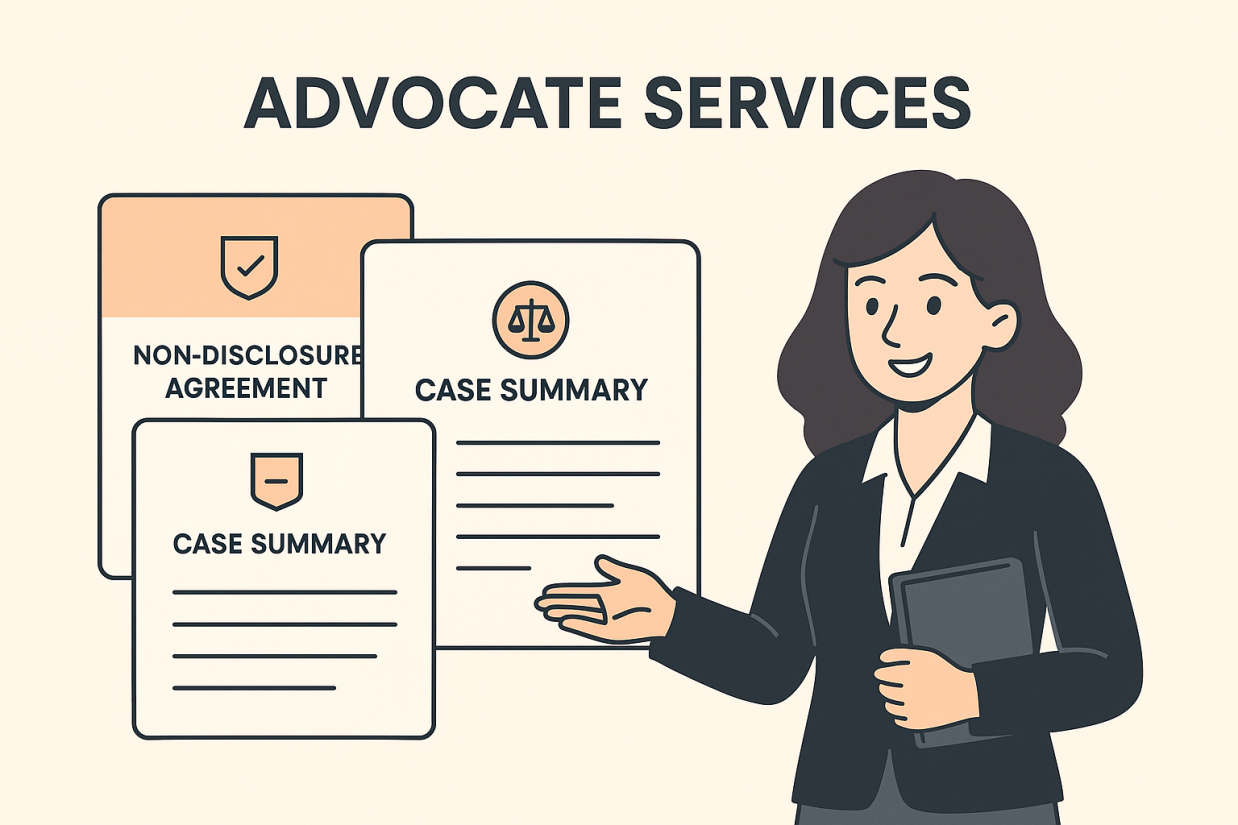 ADVOCATE SERVICES
NON-DISCLOSURE
AGREEMENT
CASE SUMMARY
CASE SUMMARY